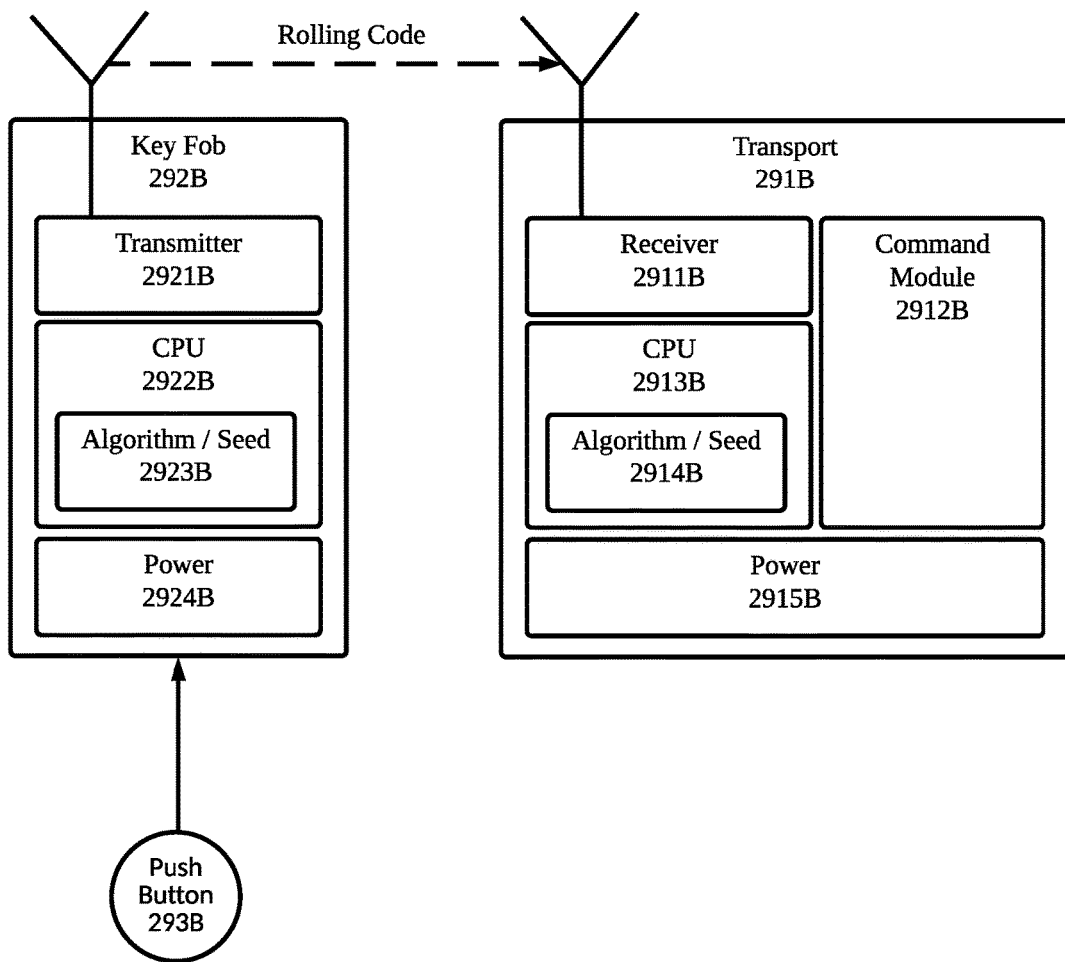 Rolling Code
Key Fob
292B
Transmitter
2921B
CPU
2922B
Algorithm / Seed
2923B
Power
2924B
Transport
291B
Receiver
2911B
Command
Module
2912B
CPU
2913B
Algorithm / Seed
2914B
Power
2915B
Push
Button
293B